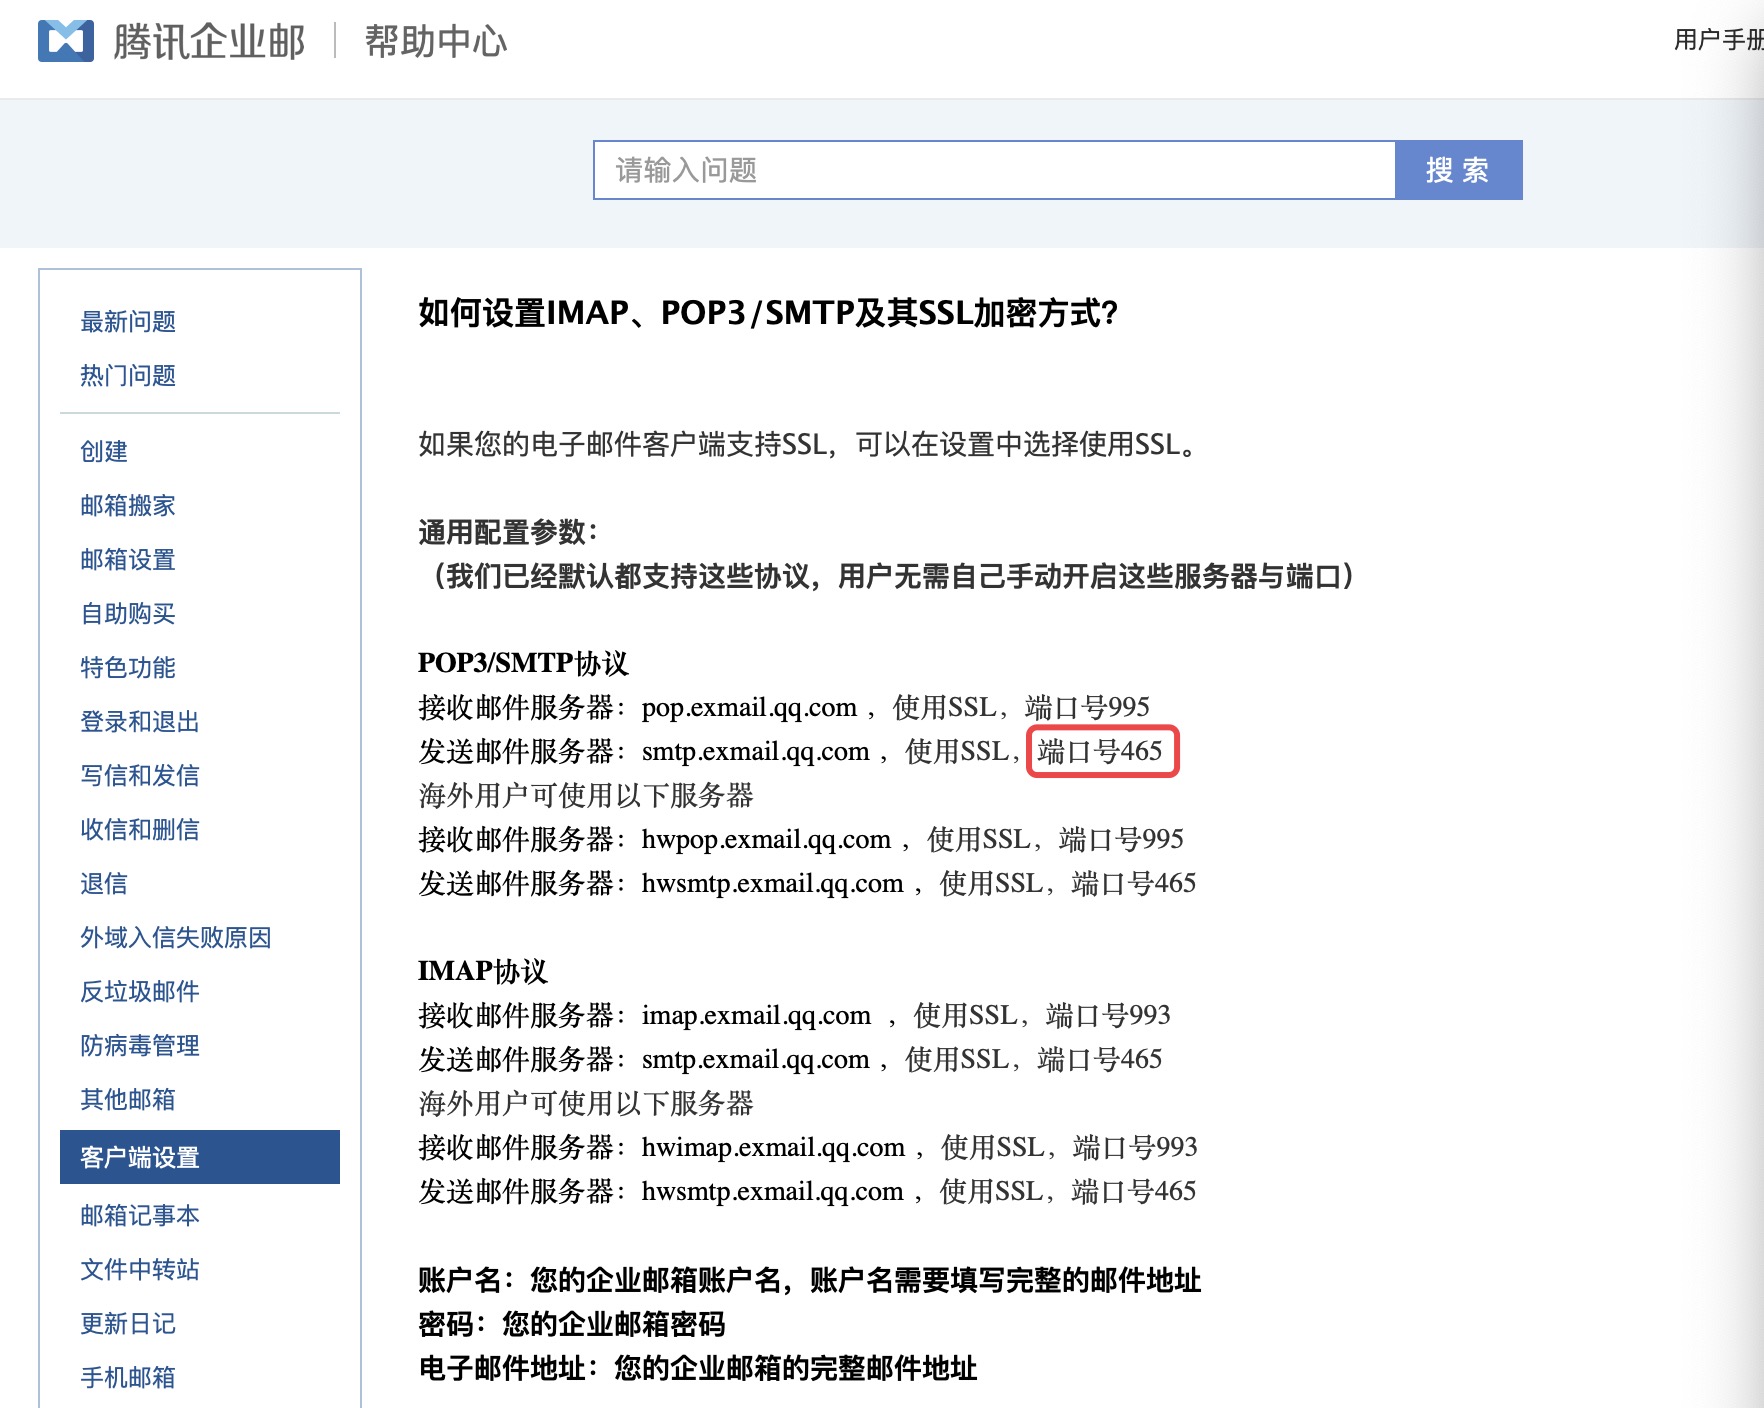 腾讯企业邮 | 帮助中心
用户手册
请输入问题
搜 索
最新问题
热门问题
创建
邮箱搬家
邮箱设置
自助购买
特色功能
登录和退出
写信和发信
收信和删信
退信
外域入信失败原因
反垃圾邮件
防病毒管理
其他邮箱
客户端设置
邮箱记事本
文件中转站
更新日记
手机邮箱
如何设置IMAP、POP3/SMTP及其SSL加密方式?
如果您的电子邮件客户端支持SSL，可以在设置中选择使用SSL。
通用配置参数：
（我们已经默认都支持这些协议，用户无需自己手动开启这些服务器与端口）
POP3/SMTP协议
接收邮件服务器：pop.exmail.qq.com ，使用SSL，端口号995
发送邮件服务器：smtp.exmail.qq.com ，使用SSL，端口号465
海外用户可使用以下服务器
接收邮件服务器：hwpop.exmail.qq.com ，使用SSL，端口号995
发送邮件服务器：hwsmtp.exmail.qq.com ，使用SSL，端口号465
IMAP协议
接收邮件服务器：imap.exmail.qq.com ，使用SSL，端口号993
发送邮件服务器：smtp.exmail.qq.com ，使用SSL，端口号465
海外用户可使用以下服务器
接收邮件服务器：hwimap.exmail.qq.com ，使用SSL，端口号993
发送邮件服务器：hwsmtp.exmail.qq.com ，使用SSL，端口号465
账户名：您的企业邮箱账户名，账户名需要填写完整的邮件地址
密码：您的企业邮箱密码
电子邮件地址：您的企业邮箱的完整邮件地址